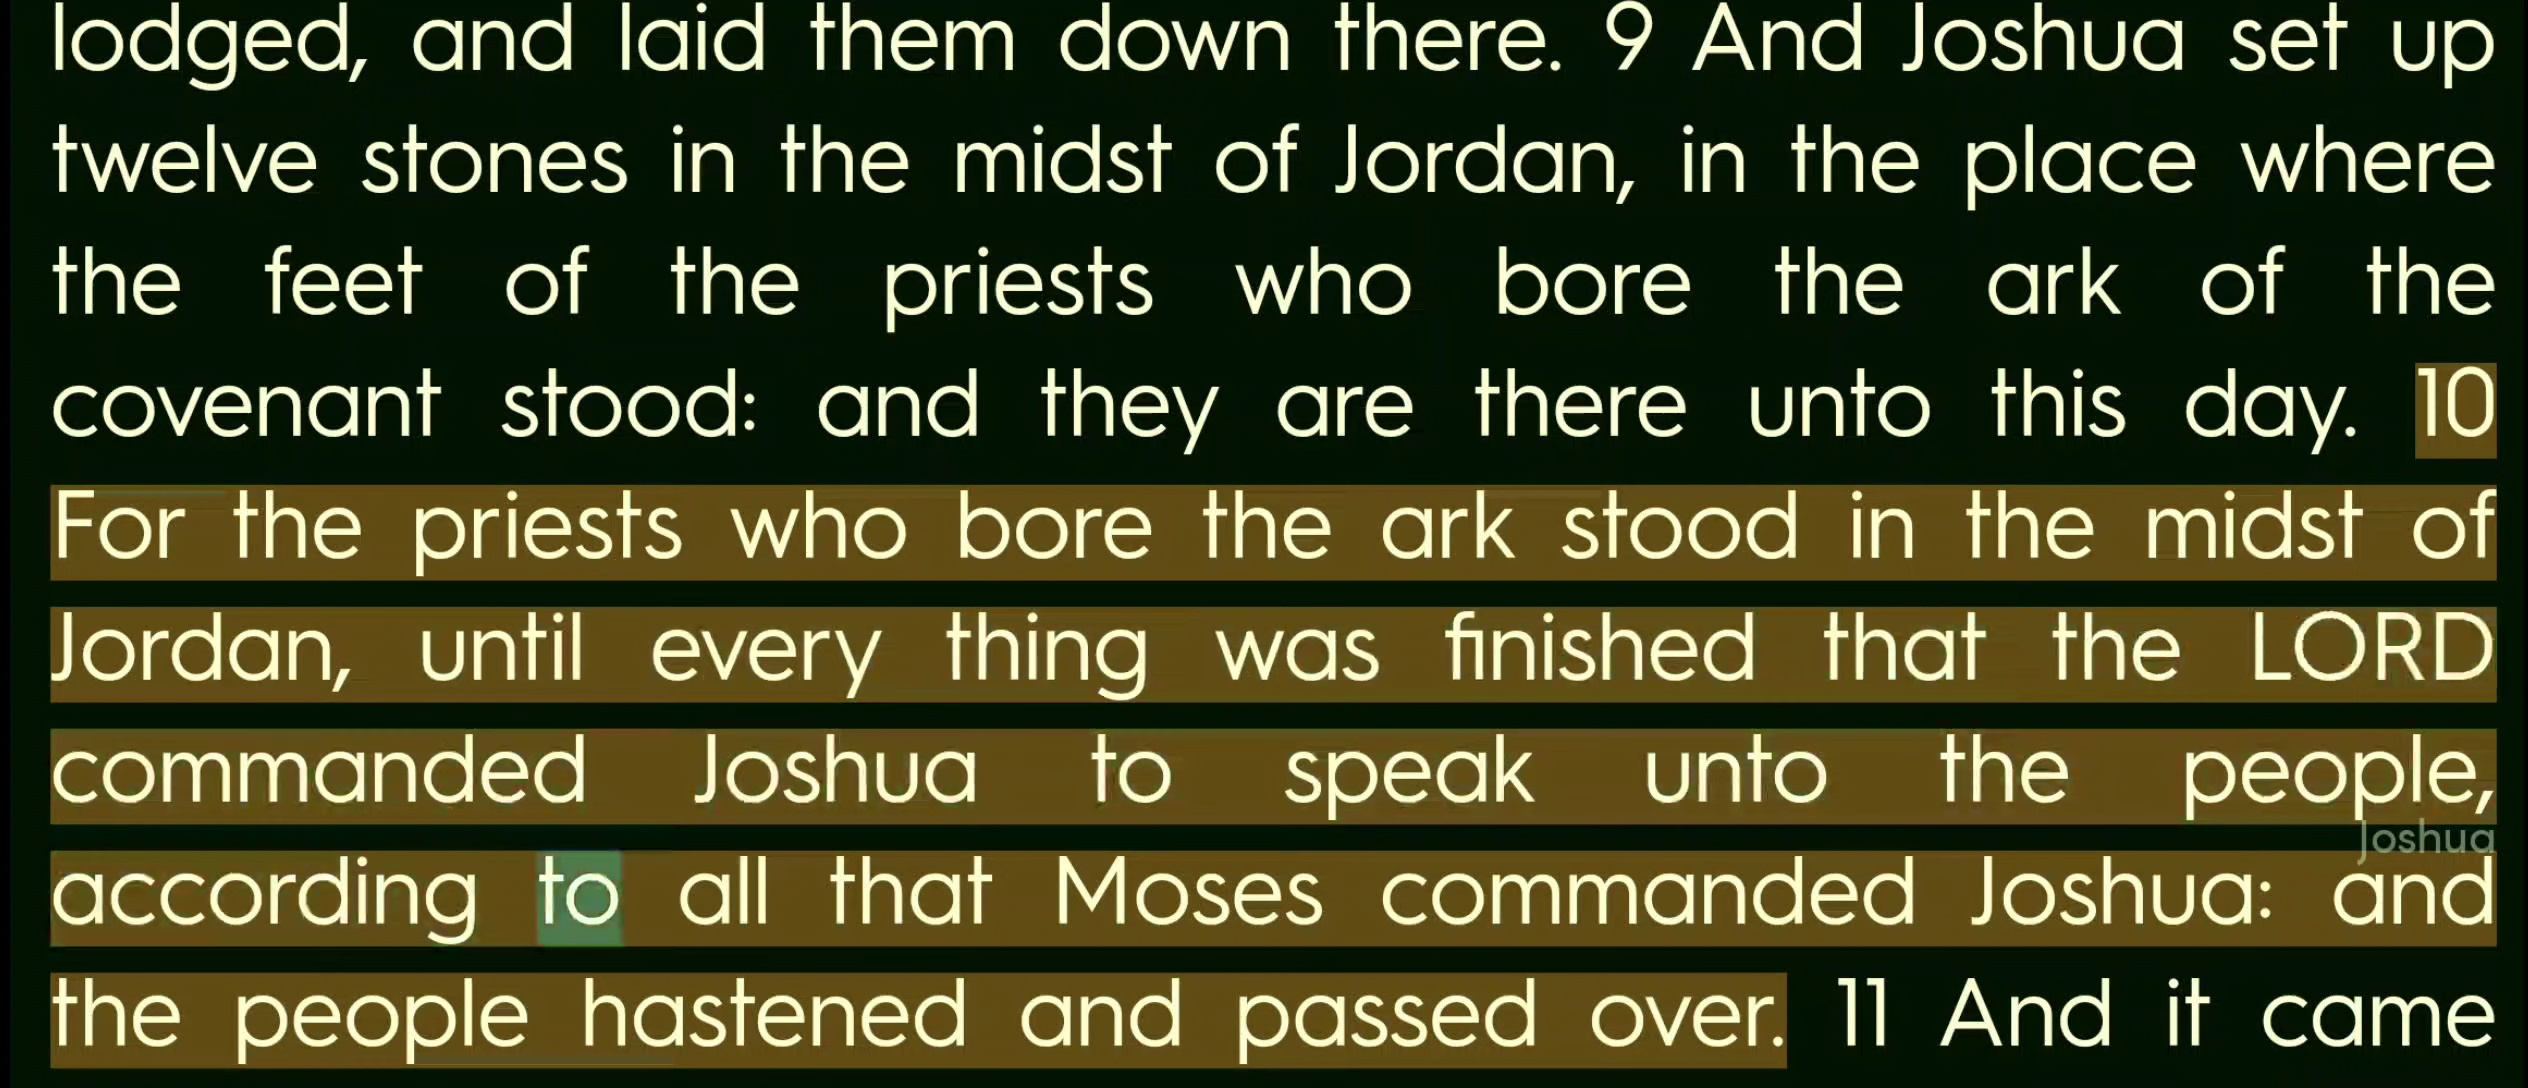 lodged, and laid them down there. 9 And Joshua set up
twelve stones in the midst of Jordan, in the place where
the feet of the priests who bore the ark of the
covenant stood: and they are there unto this day. 10
For the priests who bore the ark stood in the midst of
Jordan, until every thing was finished that the LORD
commanded Joshua to speak unto the people,
Joshua
according to all that Moses commanded Joshua: and
the people hastened and passed over. 11 And it came